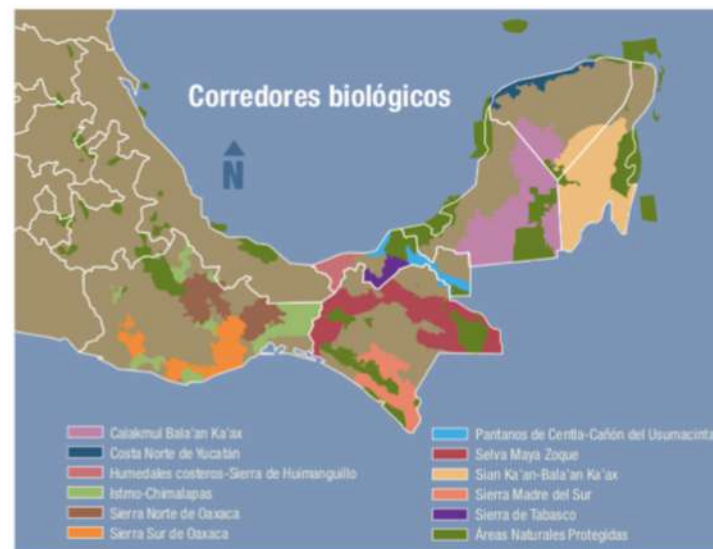 Corredores biológicos
N
Calakmul Bala'an Ka'ax
Costa Norte de Yucatán
Humedales costeros-Sierra de Huimanguillo
Istmo-Chimalapas
Sierra Norte de Oaxaca
Sierra Sur de Oaxaca
Pantanos de Centla-Cañón del Usumacinta
Selva Maya Zoque
Sian Ka'an-Bala'an Ka'ax
Sierra Madre del Sur
Sierra de Tabasco
Áreas Naturales Protegidas